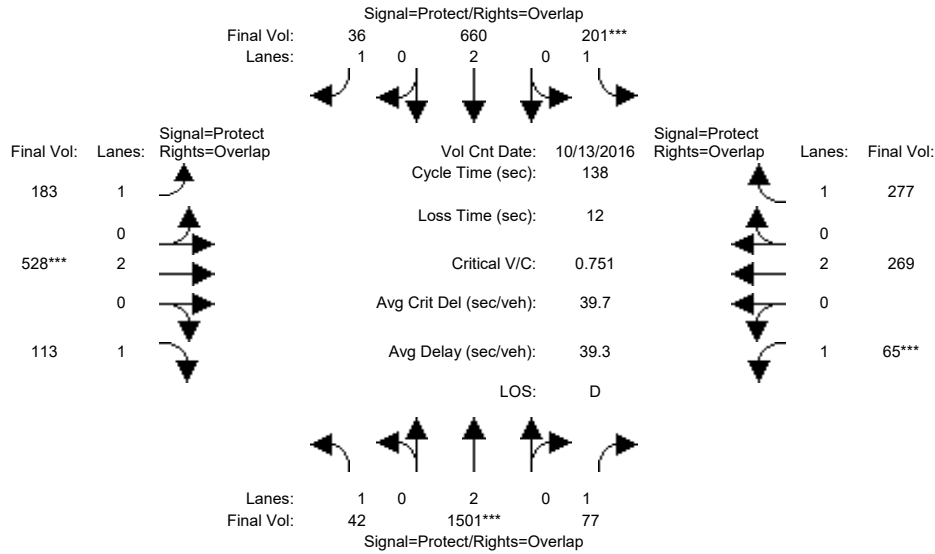 Signal=Protect/Rights=Overlap
Final Vol: 36 660 201***
Lanes: 1 0 2 0 1
Signal=Protect Signal=Protect
Final Vol: Lanes: Rights=Overlap Vol Cnt Date: 10/13/2016 Rights=Overlap Lanes: Final Vol:
Cycle Time (sec): 138
183 1 1 277
Loss Time (sec): 12
0 0
528*** 2 Critical V/C: 0.751 2 269
0 Avg Crit Del (sec/veh): 39.7 0
113 1 Avg Delay (sec/veh): 39.3 1 65***
LOS: D
Lanes: 1 0 2 0 1
Final Vol: 42 1501*** 77
Signal=Protect/Rights=Overlap